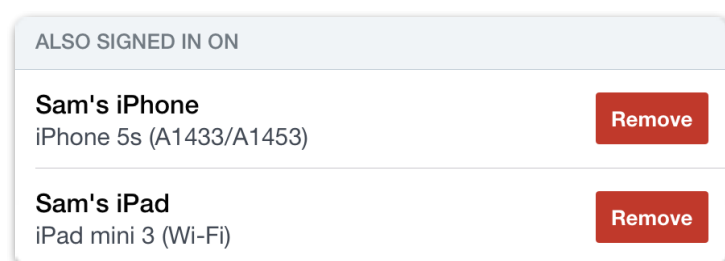 ALSO SIGNED IN ON
Sam's iPhone
iPhone 5s (A1433/A1453)
Remove
Sam's iPad
iPad mini 3 (Wi-Fi)
Remove